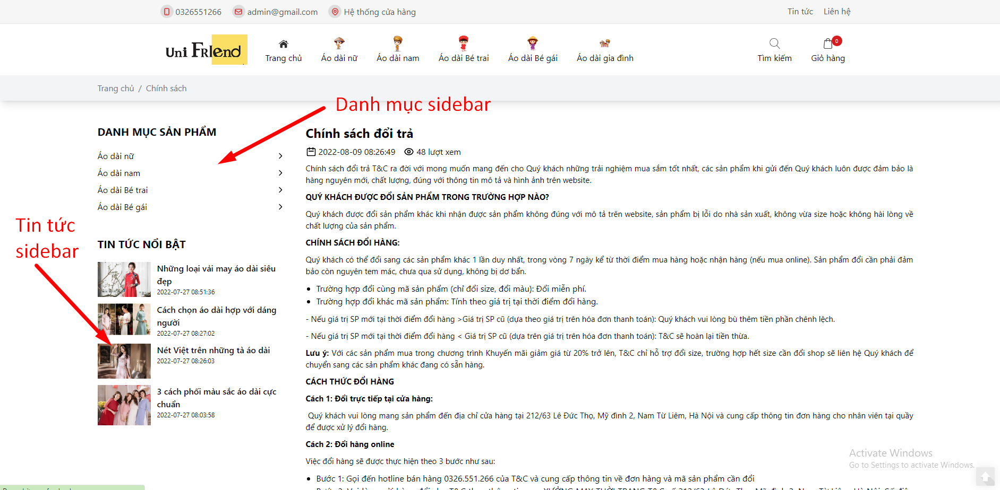 0326551266 admin@gmail.com Hệ thống cửa hàng Tin tức Liên hệ
Uni FRIend
Trang chủ Áo dài nữ Áo dài nam Áo dài Bé trai Áo dài Bé gái Áo dài gia đình Tìm kiếm Giỏ hàng 0
Trang chủ / Chính sách
Danh mục sidebar
DANH MỤC SẢN PHẨM
Áo dài nữ
Áo dài nam
Áo dài Bé trai
Áo dài Bé gái
Tin tức
sidebar
TIN TỨC NỔI BẬT
Những loại vải may áo dài siêu
đẹp
2022-07-27 08:51:36
Cách chọn áo dài hợp với dáng
người
2022-07-27 08:27:02
Nét Việt trên những tà áo dài
2022-07-27 08:26:03
3 cách phối màu sắc áo dài cực
chuẩn
2022-07-27 08:03:58
Chính sách đổi trả
2022-08-09 08:26:49 48 lượt xem
Chính sách đổi trả T&C ra đời với mong muốn mang đến cho Quý khách những trải nghiệm mua sắm tốt nhất, các sản phẩm khi gửi đến Quý khách luôn được đảm bảo là
hàng nguyên mới, chất lượng, đúng với thông tin mô tả và hình ảnh trên website.
QUÝ KHÁCH ĐƯỢC ĐỔI SẢN PHẨM TRONG TRƯỜNG HỢP NÀO?
Quý khách được đổi sản phẩm khác khi nhận được sản phẩm không đúng với mô tả trên website, sản phẩm bị lỗi do nhà sản xuất, không vừa size hoặc không hài lòng về
chất lượng của sản phẩm.
CHÍNH SÁCH ĐỔI HÀNG:
Quý khách có thể đổi sang các sản phẩm khác 1 lần duy nhất, trong vòng 7 ngày kể từ thời điểm mua hàng hoặc nhận hàng (nếu mua online). Sản phẩm đổi cần phải đảm
bảo còn nguyên tem mác, chưa qua sử dụng, không bị dơ bẩn.
• Trường hợp đổi cùng mã sản phẩm (chỉ đổi size, đổi màu): Đổi miễn phí.
• Trường hợp đổi khác mã sản phẩm: Tính theo giá trị tại thời điểm đổi hàng.
- Nếu giá trị SP mới tại thời điểm đổi hàng >Giá trị SP cũ (dựa theo giá trị trên hóa đơn thanh toán): Quý khách vui lòng bù thêm tiền phần chênh lệch.
- Nếu giá trị SP mới tại thời điểm đổi hàng < Giá trị SP cũ (dựa trên giá trị trên hóa đơn thanh toán): T&C sẽ hoàn lại tiền thừa.
Lưu ý: Với các sản phẩm mua trong chương trình Khuyến mãi giảm giá từ 20% trở lên, T&C chỉ hỗ trợ đổi size, trường hợp hết size cần đổi shop sẽ liên hệ Quý khách để
chuyển sang các sản phẩm khác đang có sẵn hàng.
CÁCH THỨC ĐỔI HÀNG
Cách 1: Đổi trực tiếp tại cửa hàng:
Quý khách vui lòng mang sản phẩm đến địa chỉ cửa hàng tại 212/63 Lê Đức Thọ, Mỹ đình 2, Nam Từ Liêm, Hà Nội và cung cấp thông tin đơn hàng cho nhân viên tại quầy
để được xử lý đổi hàng.
Cách 2: Đổi hàng online
Việc đổi hàng sẽ được thực hiện theo 3 bước như sau:
• Bước 1: Gọi đến hotline bán hàng 0326.551.266 của T&C và cung cấp thông tin về đơn hàng và mã sản phẩm cần đổi
Activate Windows
Go to Settings to activate Windows.